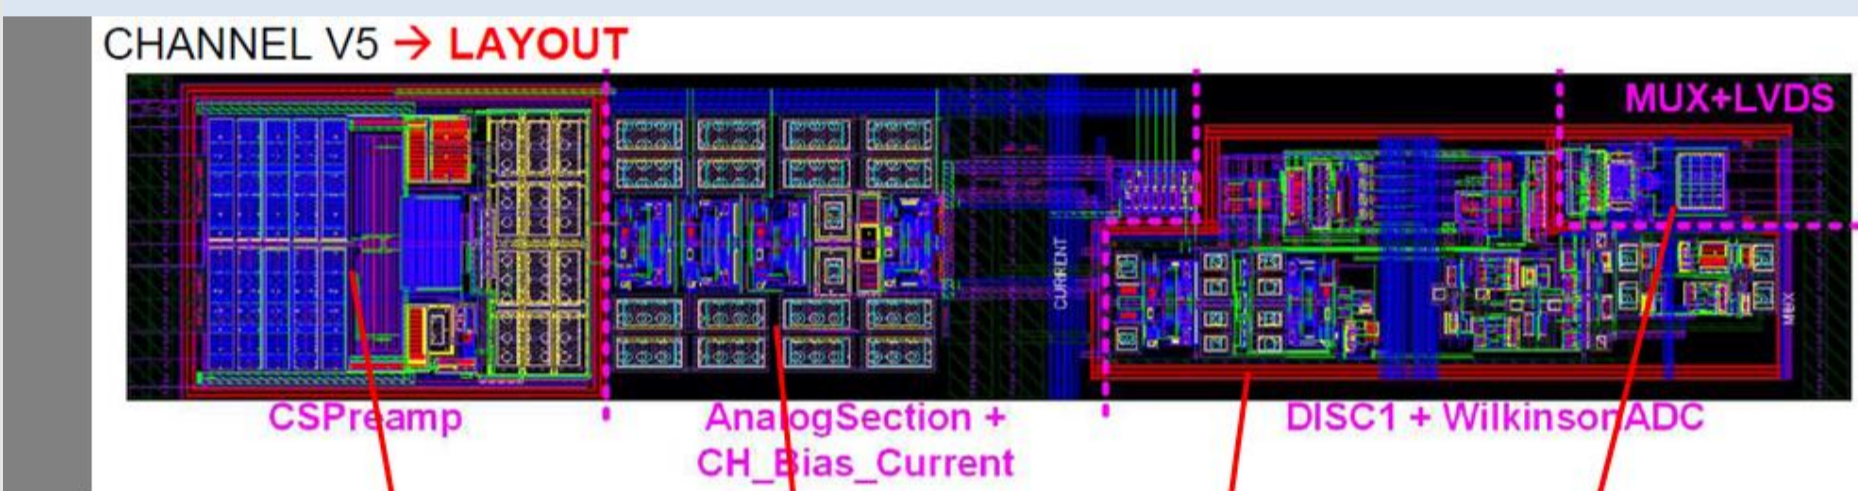 CHANNEL V5 → LAYOUT
MUX+LVDS
CURRENT
MUX
CSPreamp
AnalogSection +
CH_Bias_Current
DISC1 + WilkinsonADC